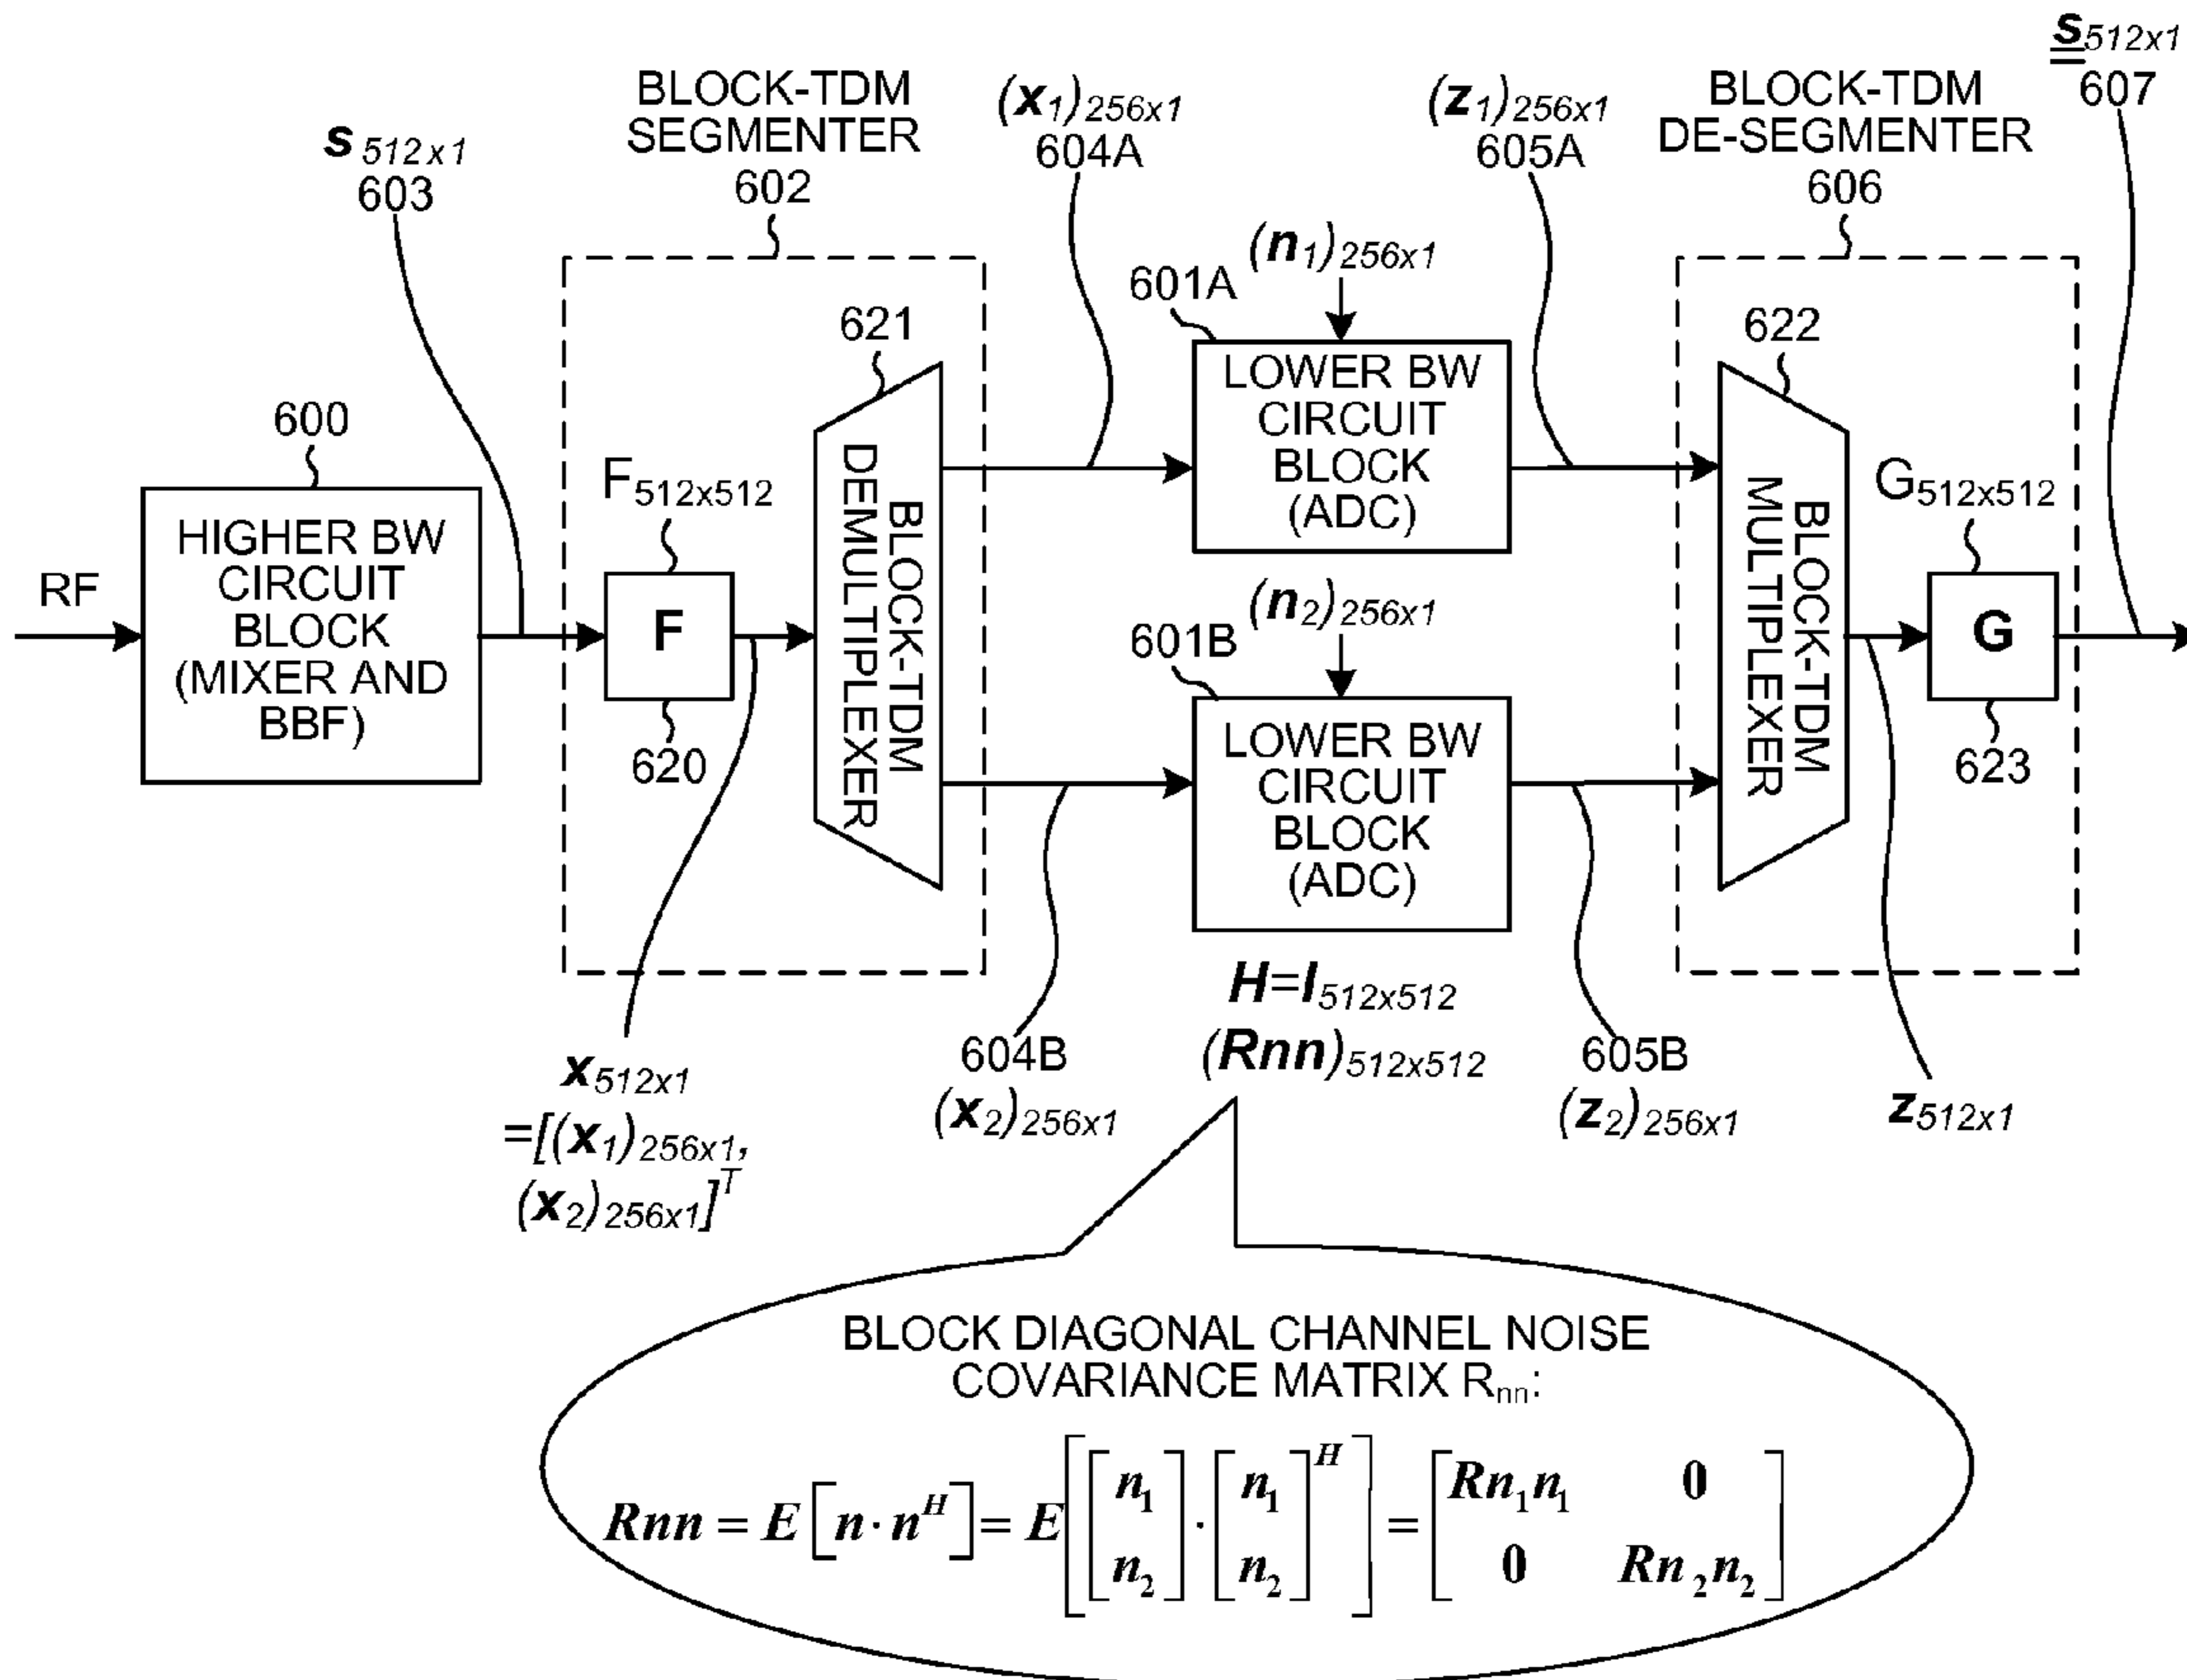 s̳512x1
607
BLOCK-TDM
SEGMENTER
602
(x1)256x1
604A
(z1)256x1
605A
BLOCK-TDM
DE-SEGMENTER
606
s512x1
603
(n1)256x1
601A
621
622
600
F512x512
G512x512
LOWER BW
CIRCUIT
BLOCK
(ADC)
HIGHER BW
CIRCUIT
BLOCK
(MIXER AND
BBF)
RF
F
BLOCK-TDM
DEMULTIPLEXER
(n2)256x1
601B
BLOCK-TDM
MULTIPLEXER
G
620
623
LOWER BW
CIRCUIT
BLOCK
(ADC)
H=I512x512
(Rnn)512x512
604B
(x2)256x1
605B
(z2)256x1
x512x1
=[(x1)256x1,
(x2)256x1]T
z512x1
BLOCK DIAGONAL CHANNEL NOISE
COVARIANCE MATRIX Rnn:
Rnn = E[n·nH] = E[[n1 n2]·[n1 n2]H] = [Rn1n1 0 0 Rn2n2]